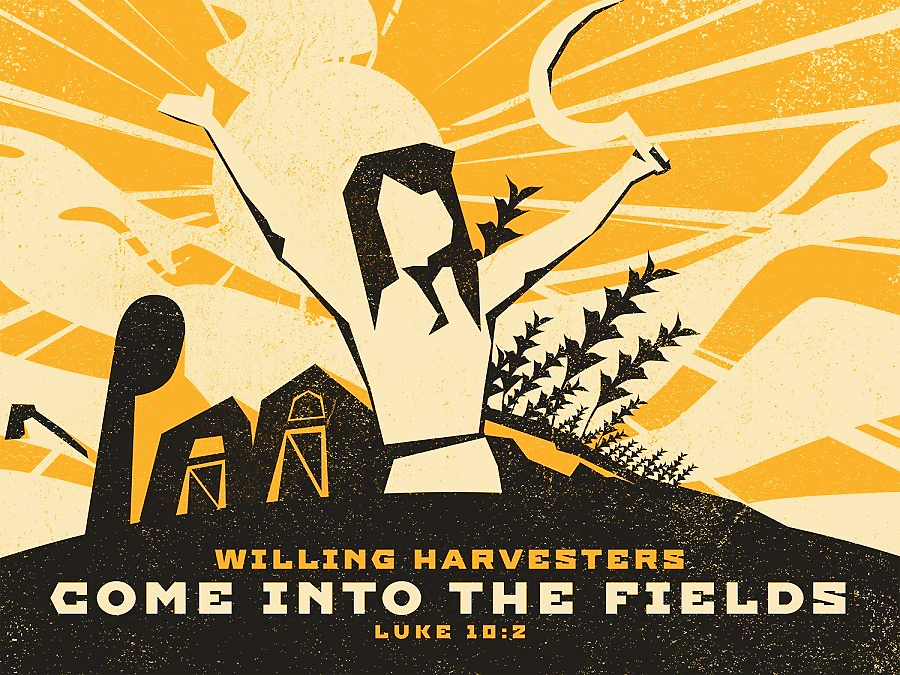 WILLING HARVESTERS
COME INTO THE FIELDS
LUKE 10:2